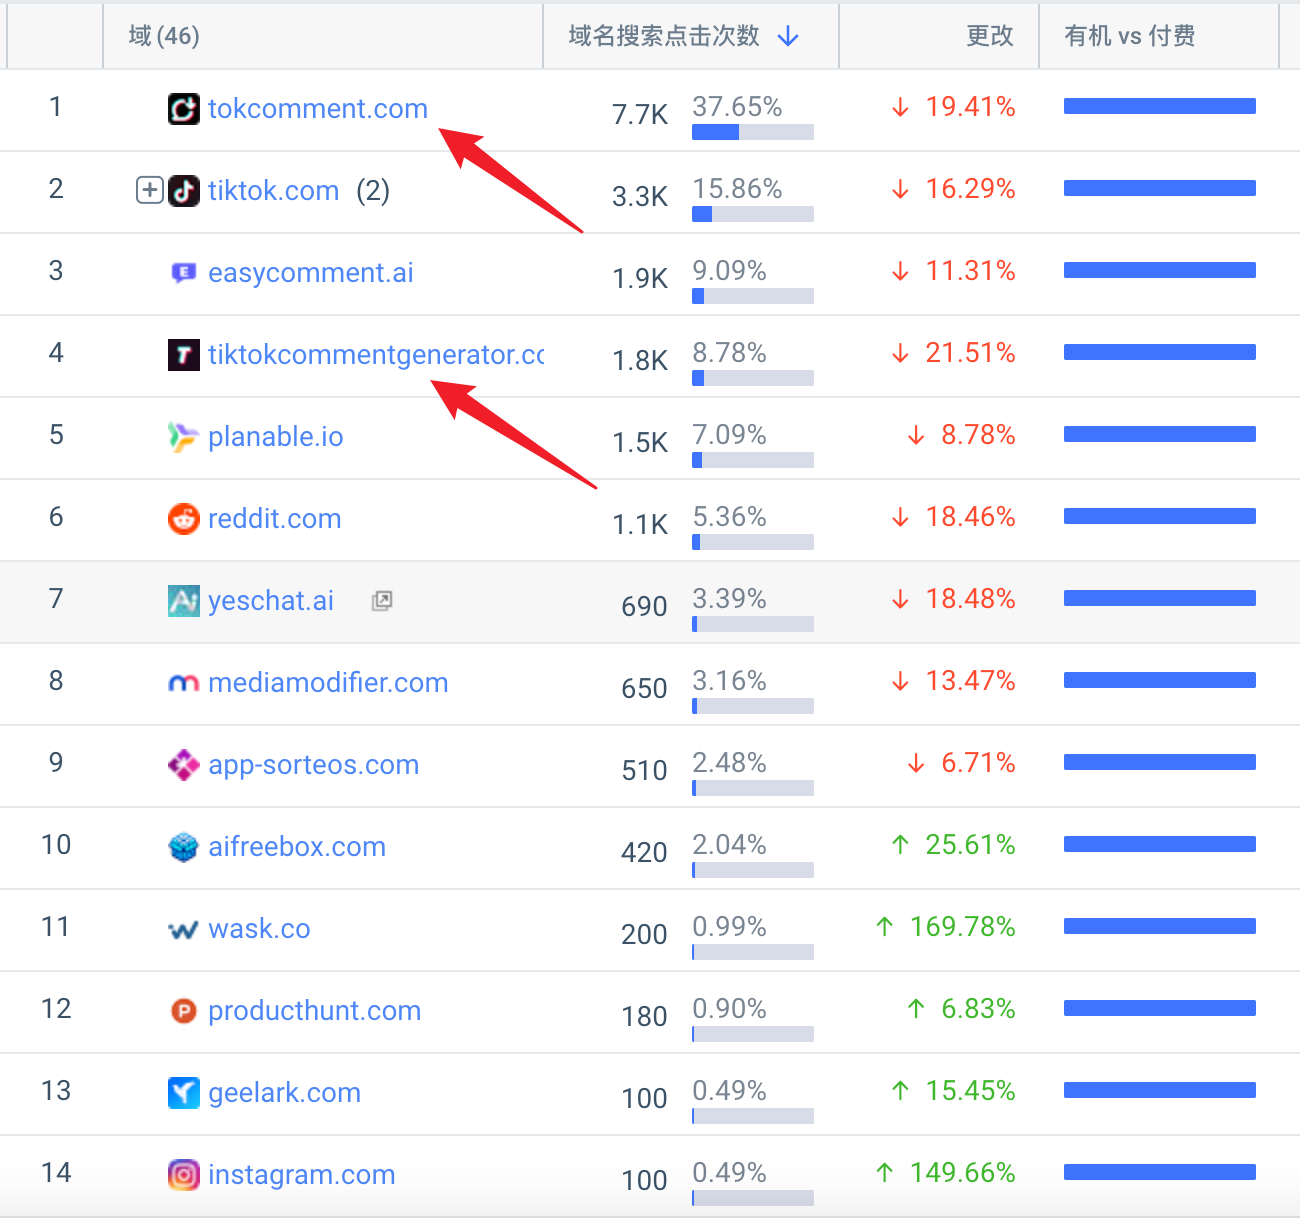 域 (46) 域名搜索点击次数 更改 有机 vs 付费
1 tokcomment.com 7.7K 37.65% ↓ 19.41%
2 tiktok.com (2) 3.3K 15.86% ↓ 16.29%
3 easycomment.ai 1.9K 9.09% ↓ 11.31%
4 tiktokcommentgenerator.co 1.8K 8.78% ↓ 21.51%
5 planable.io 1.5K 7.09% ↓ 8.78%
6 reddit.com 1.1K 5.36% ↓ 18.46%
7 yeschat.ai 690 3.39% ↓ 18.48%
8 mediamodifier.com 650 3.16% ↓ 13.47%
9 app-sorteos.com 510 2.48% ↓ 6.71%
10 aifreebox.com 420 2.04% ↑ 25.61%
11 wask.co 200 0.99% ↑ 169.78%
12 producthunt.com 180 0.90% ↑ 6.83%
13 geelark.com 100 0.49% ↑ 15.45%
14 instagram.com 100 0.49% ↑ 149.66%